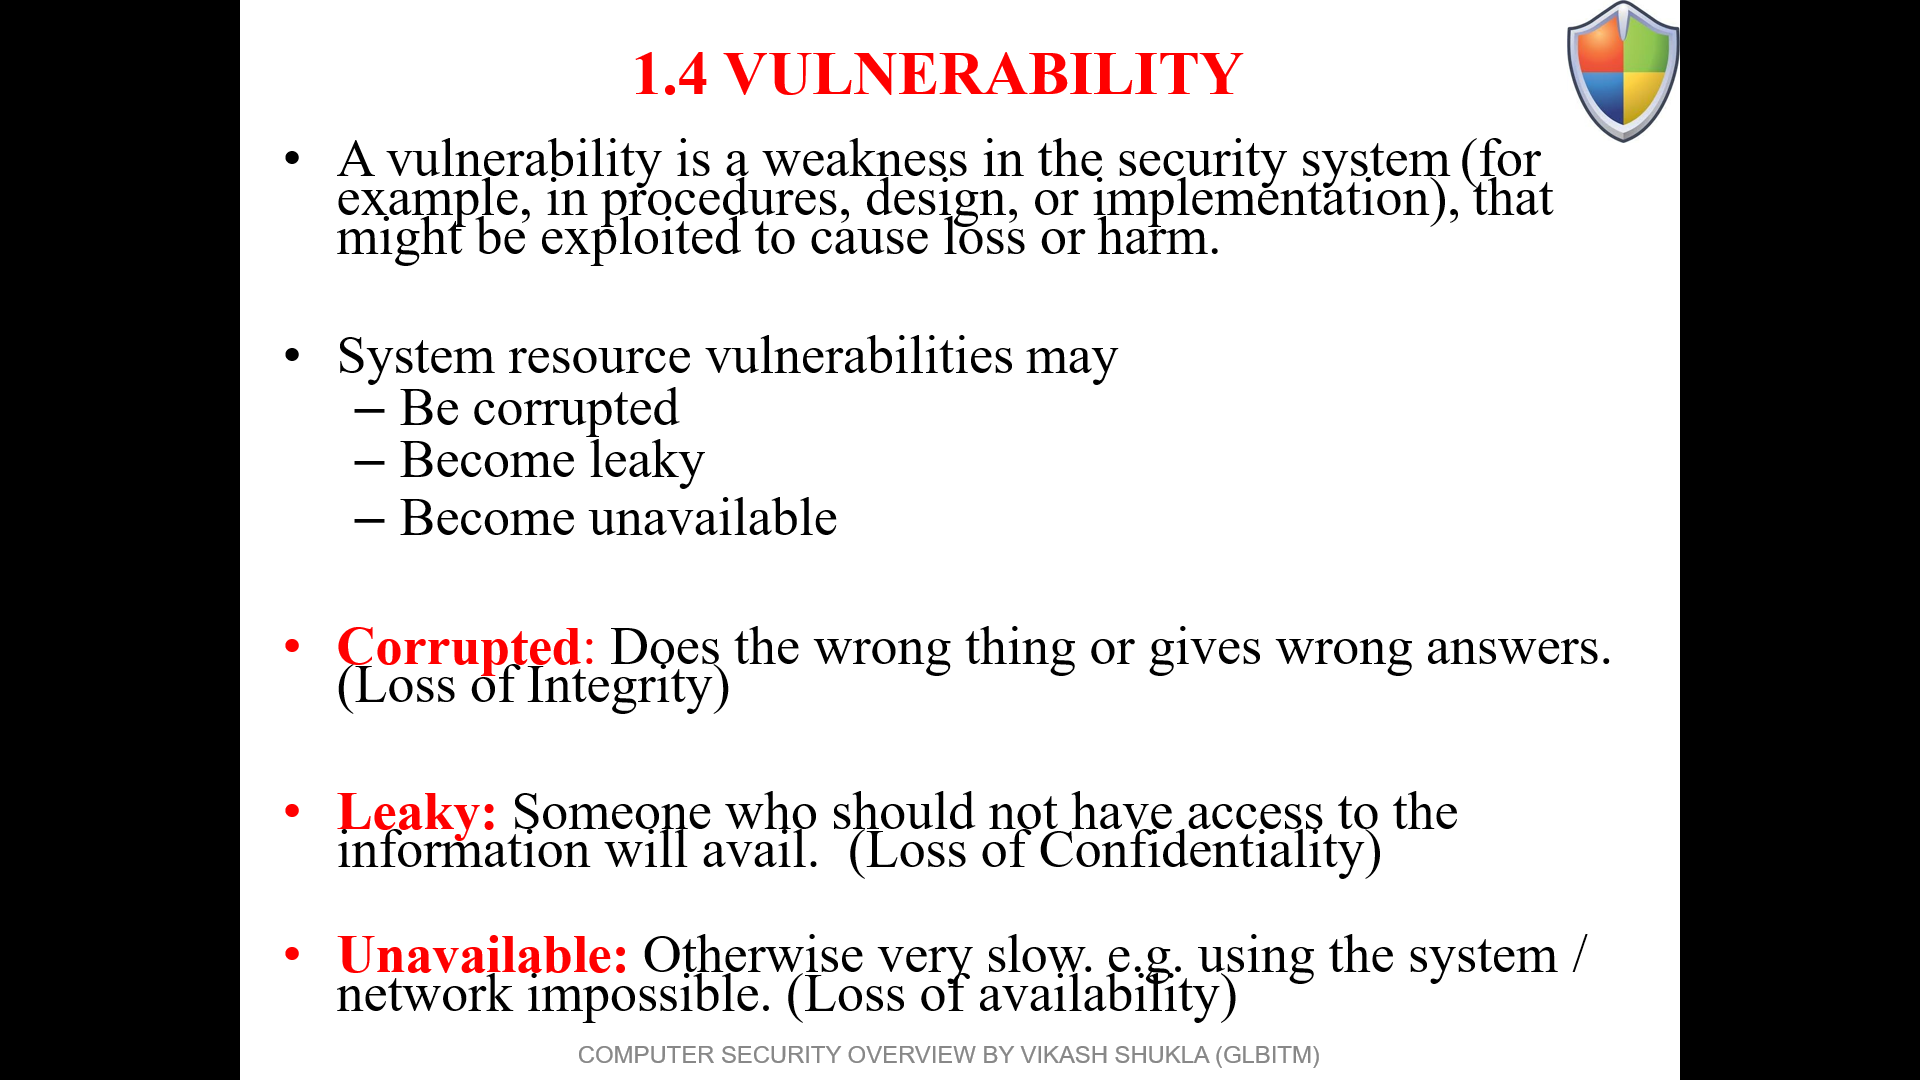 1.4 VULNERABILITY
• A vulnerability is a weakness in the security system (for
example, in procedures, design, or implementation), that
might be exploited to cause loss or harm.
• System resource vulnerabilities may
– Be corrupted
– Become leaky
– Become unavailable
• Corrupted: Does the wrong thing or gives wrong answers.
(Loss of Integrity)
• Leaky: Someone who should not have access to the
information will avail.  (Loss of Confidentiality)
• Unavailable: Otherwise very slow. e.g. using the system /
network impossible. (Loss of availability)
COMPUTER SECURITY OVERVIEW BY VIKASH SHUKLA (GLBITM)